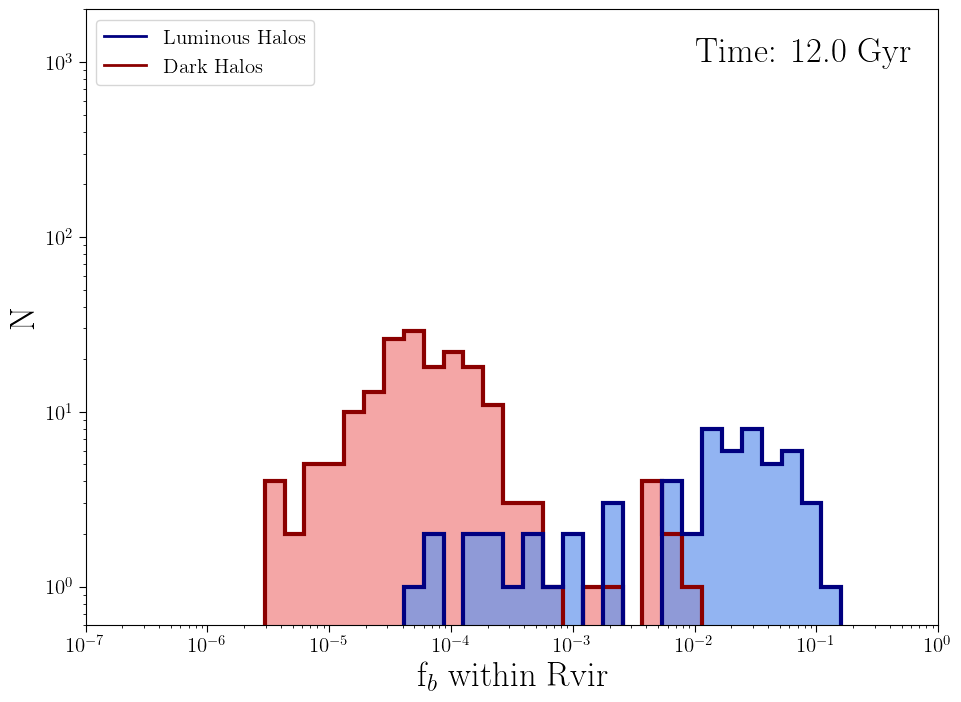 Luminous Halos
Dark Halos
Time: 12.0 Gyr
N
10³
10²
10¹
10⁰
10⁻⁷
10⁻⁶
10⁻⁵
10⁻⁴
10⁻³
10⁻²
10⁻¹
10⁰
f_b within Rvir